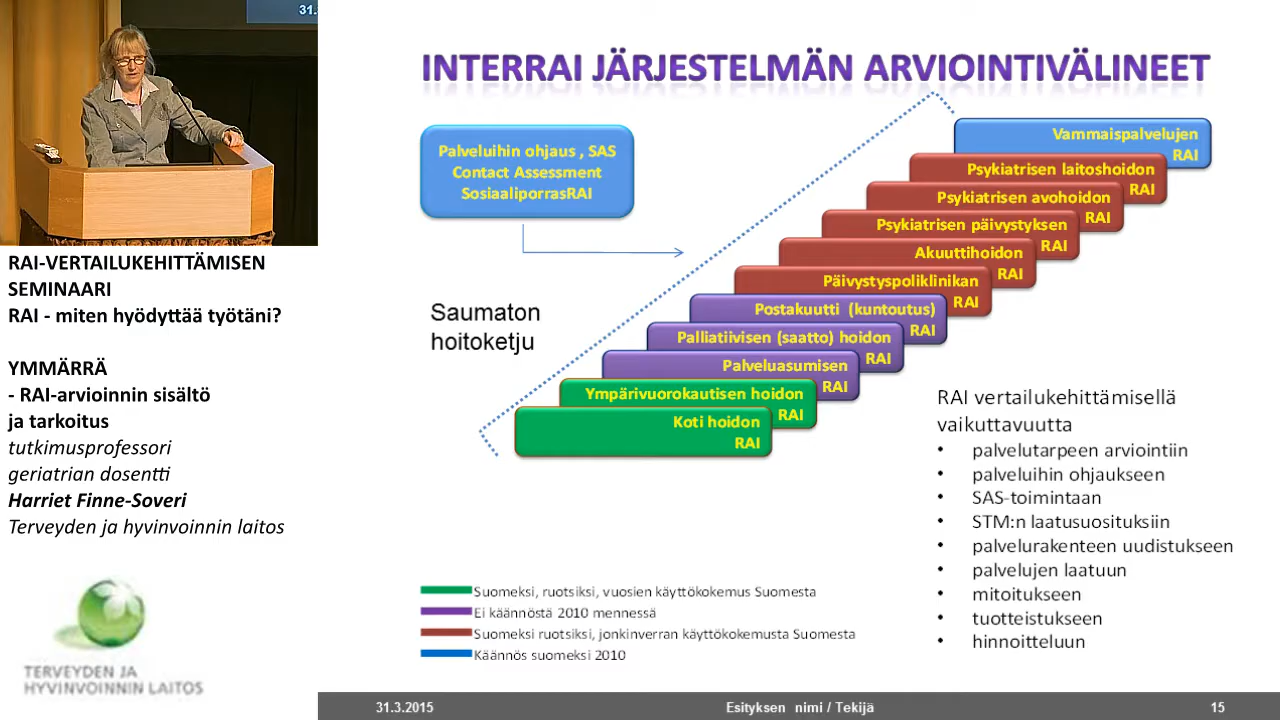 31.
RAI-VERTAILUKEHITTÄMISEN
SEMINAARI
RAI - miten hyödyttää työtäni?
YMMÄRRÄ
- RAI-arvioinnin sisältö
ja tarkoitus
tutkimusprofessori
geriatrian dosentti
Harriet Finne-Soveri
Terveyden ja hyvinvoinnin laitos
TERVEYDEN JA
HYVINVOINNIN LAITOS
INTERRAI JÄRJESTELMÄN ARVIOINTIVÄLINEET
Palveluihin ohjaus , SAS
Contact Assessment
SosiaaliporrasRAI
Vammaispalvelujen
RAI
Psykiatrisen laitoshoidon
RAI
Psykiatrisen avohoidon
RAI
Psykiatrisen päivystyksen
RAI
Akuuttihoidon
RAI
Päivystyspoliklinikan
RAI
Postakuutti (kuntoutus)
RAI
Palliatiivisen (saatto) hoidon
RAI
Palveluasumisen
RAI
Ympärivuorokautisen hoidon
RAI
Koti hoidon
RAI
Saumaton
hoitoketju
RAI vertailukehittämisellä
vaikuttavuutta
• palvelutarpeen arviointiin
• palveluihin ohjaukseen
• SAS-toimintaan
• STM:n laatusuosituksiin
• palvelurakenteen uudistukseen
• palvelujen laatuun
• mitoitukseen
• tuotteistukseen
• hinnoitteluun
Suomeksi, ruotsiksi, vuosien käyttökokemus Suomesta
Ei käännöstä 2010 mennessä
Suomeksi ruotsiksi, jonkinverran käyttökokemusta Suomesta
Käännös suomeksi 2010
31.3.2015
Esityksen nimi / Tekijä
15